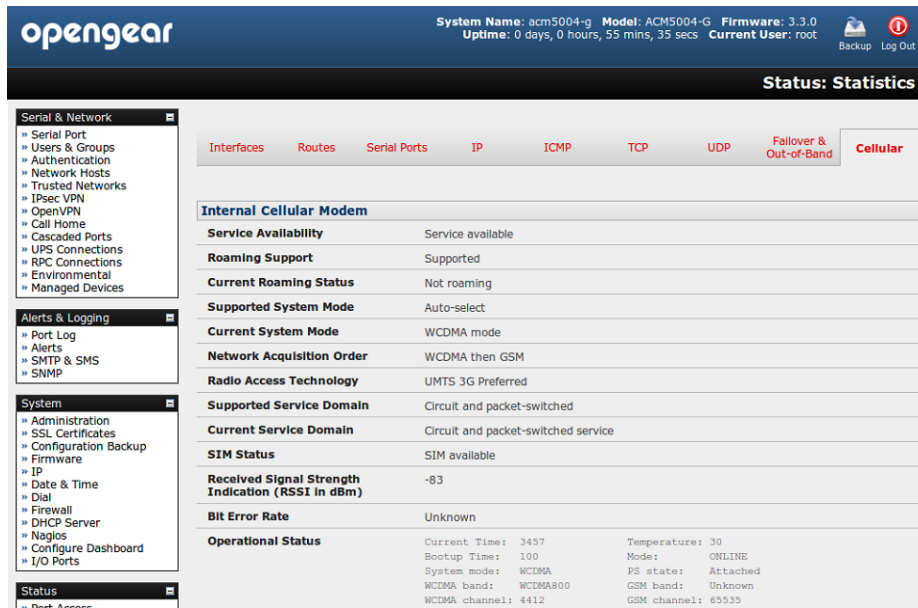 opengear
System Name: acm5004-g Model: ACM5004-G Firmware: 3.3.0
Uptime: 0 days, 0 hours, 55 mins, 35 secs Current User: root
Backup
Log Out
Status: Statistics
Serial & Network
» Serial Port
» Users & Groups
» Authentication
» Network Hosts
» Trusted Networks
» IPsec VPN
» OpenVPN
» Call Home
» Cascaded Ports
» UPS Connections
» RPC Connections
» Environmental
» Managed Devices
Alerts & Logging
» Port Log
» Alerts
» SMTP & SMS
» SNMP
System
» Administration
» SSL Certificates
» Configuration Backup
» Firmware
» IP
» Date & Time
» Dial
» Firewall
» DHCP Server
» Nagios
» Configure Dashboard
» I/O Ports
Status
» Port Access
Interfaces Routes Serial Ports IP ICMP TCP UDP Failover & Out-of-Band Cellular
Internal Cellular Modem
Service Availability Service available
Roaming Support Supported
Current Roaming Status Not roaming
Supported System Mode Auto-select
Current System Mode WCDMA mode
Network Acquisition Order WCDMA then GSM
Radio Access Technology UMTS 3G Preferred
Supported Service Domain Circuit and packet-switched
Current Service Domain Circuit and packet-switched service
SIM Status SIM available
Received Signal Strength -83
Indication (RSSI in dBm)
Bit Error Rate Unknown
Operational Status Current Time: 3457 Temperature: 30
Bootup Time: 100 Mode: ONLINE
System mode: WCDMA PS state: Attached
WCDMA band: WCDMA800 GSM band: Unknown
WCDMA channel: 4412 GSM channel: 65535